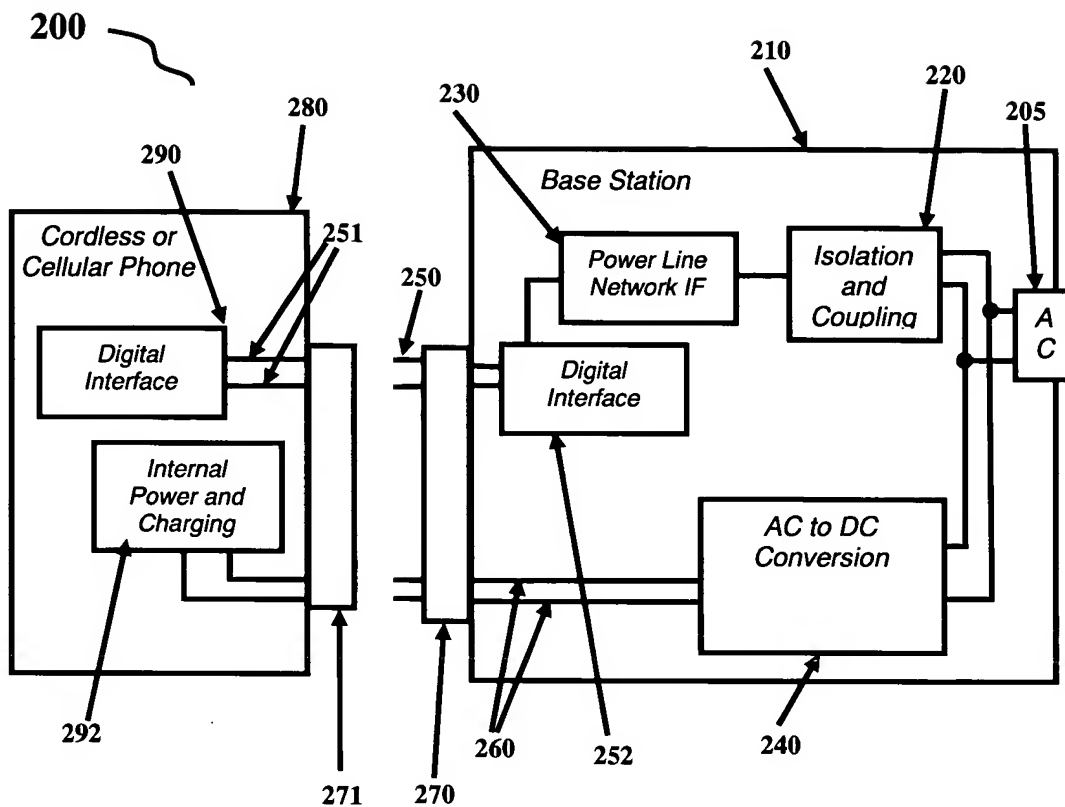 200
210
280
230
220
205
290
251
Base Station
Cordless or
Cellular Phone
250
Power Line
Network IF
Isolation
and
Coupling
A
C
Digital
Interface
Digital
Interface
Internal
Power and
Charging
AC to DC
Conversion
292
260
252
240
271
270